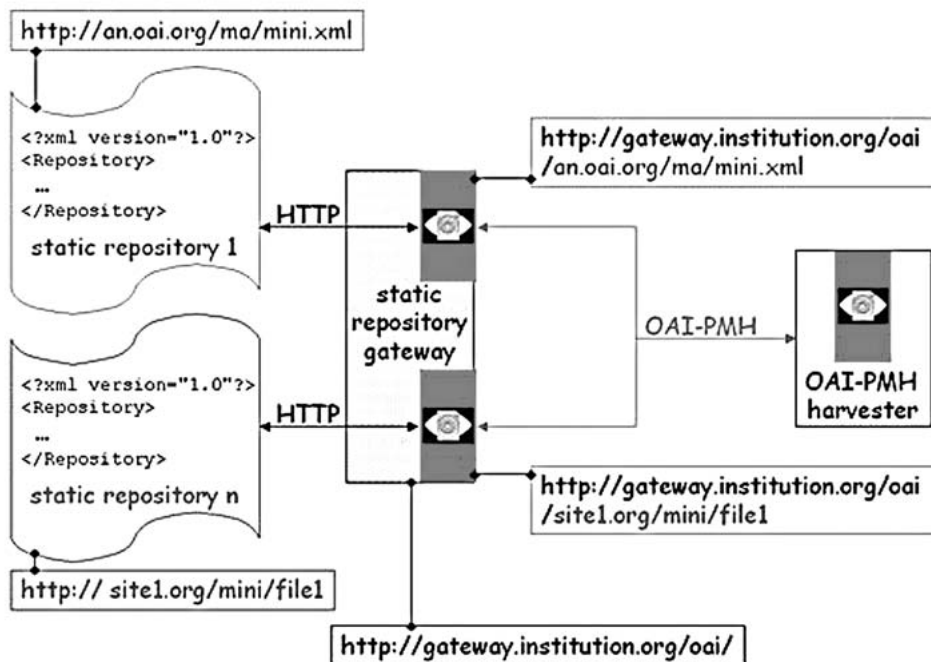 http://an.oai.org/ma/mini.xml
<?xml version="1.0"?>
<Repository>
…
</Repository>
static repository 1
HTTP
http://gateway.institution.org/oai
/an.oai.org/ma/mini.xml
static
repository
gateway
OAI-PMH
OAI-PMH
harvester
<?xml version="1.0"?>
<Repository>
…
</Repository>
static repository n
HTTP
http://gateway.institution.org/oai
/site1.org/mini/file1
http:// site1.org/mini/file1
http://gateway.institution.org/oai/